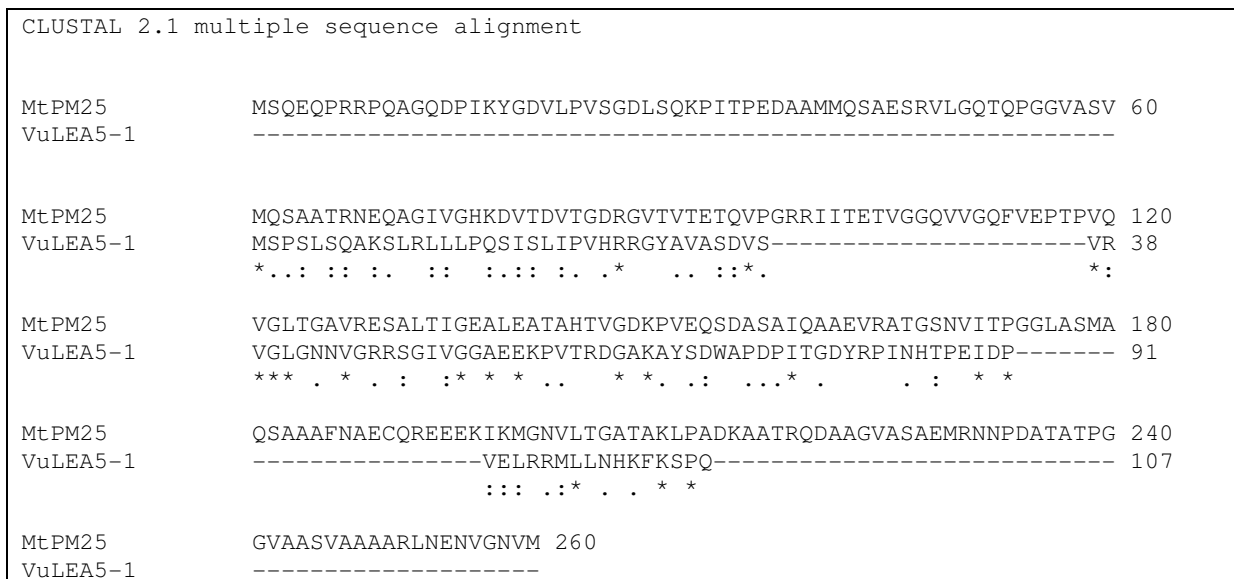 CLUSTAL 2.1 multiple sequence alignment
MtPM25          MSQEQPRRPQAGQDPIKYGDVLPVSGDLSQKPITPEDAAMMQSAESRVLGQTQPGGVASV 60
VuLEA5-1        ------------------------------------------------------------
MtPM25          MQSAATRNEQAGIVGHKDVTDVTGDRGVTVTETQVPGRRIITETVGGQVVGQFVEPTPVQ 120
VuLEA5-1        MSPSLSQAKSLRLLLPQSISLIPVHRRGYAVASDVS----------------------VR 38
                *..: :: :.  ::  :.:: :. .*   .. ::*.                      *:
MtPM25          VGLTGAVRESALTIGEALEATAHTVGDKPVEQSDASAIQAAEVRATGSNVITPGGLASMA 180
VuLEA5-1        VGLGNNVGRRSGIVGGAEEKPVTRDGAKAYSDWAPDPITGDYRPINHTPEIDP------- 91
                *** . * . :  :* * * ..   * *. .:  ...* .     . :  * *
MtPM25          QSAAAFNAECQREEEKIKMGNVLTGATAKLPADKAATRQDAAGVASAEMRNNPDATATPG 240
VuLEA5-1        ----------------VELRRMLLNHKFKSPQ---------------------------- 107
                                ::: .:* . . * *
MtPM25          GVAASVAAAARLNENVGNVM 260
VuLEA5-1        --------------------